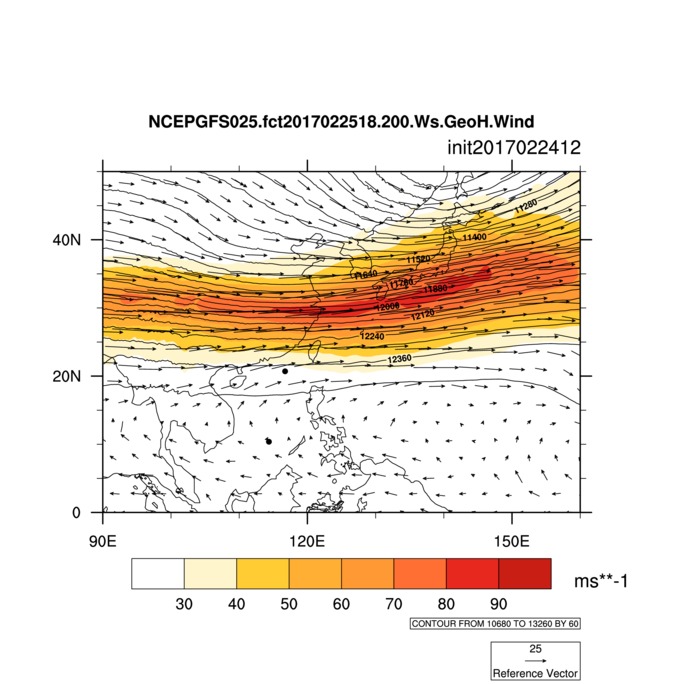 NCEPGFS025.fct2017022518.200.Ws.GeoH.Wind
init2017022412
11280
11400
40N
11520
11640
11760
11880
12000
12120
12240
12360
20N
0
90E 120E 150E
ms**-1
30 40 50 60 70 80 90
CONTOUR FROM 10680 TO 13260 BY 60
25
Reference Vector